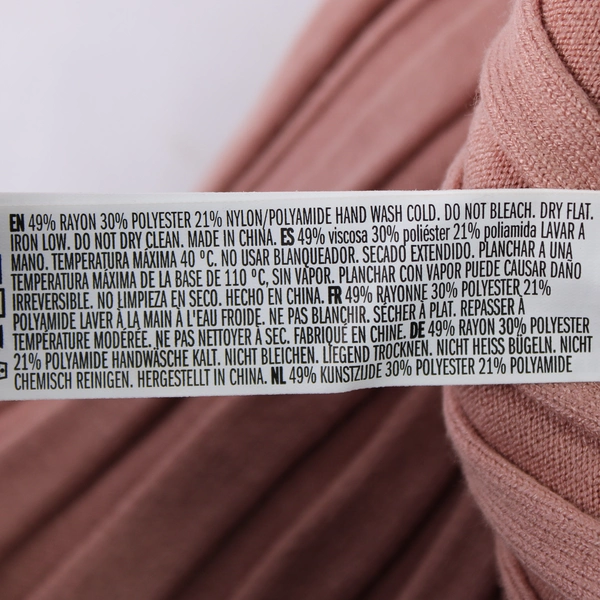 EN 49% RAYON 30% POLYESTER 21% NYLON/POLYAMIDE HAND WASH COLD. DO NOT BLEACH. DRY FLAT.
IRON LOW. DO NOT DRY CLEAN. MADE IN CHINA. ES 49% viscosa 30% poliéster 21% poliamida LAVAR A
MANO. TEMPERATURA MÁXIMA 40 ºC. NO USAR BLANQUEADOR. SECADO EXTENDIDO. PLANCHAR A UNA
TEMPERATURA MÁXIMA DE LA BASE DE 110 ºC, SIN VAPOR. PLANCHAR CON VAPOR PUEDE CAUSAR DAÑO
IRREVERSIBLE. NO LIMPIEZA EN SECO. HECHO EN CHINA. FR 49% RAYONNE 30% POLYESTER 21%
POLYAMIDE LAVER À LA MAIN À L'EAU FROIDE. NE PAS BLANCHIR. SÉCHER À PLAT. REPASSER À
TEMPÉRATURE MODÉRÉE. NE PAS NETTOYER À SEC. FABRIQUÉ EN CHINE. DE 49% RAYON 30% POLYESTER
21% POLYAMIDE HANDWÄSCHE KALT. NICHT BLEICHEN. LIEGEND TROCKNEN. NICHT HEISS BÜGELN. NICHT
CHEMISCH REINIGEN. HERGESTELLT IN CHINA. NL 49% KUNSTZIJDE 30% POLYESTER 21% POLYAMIDE